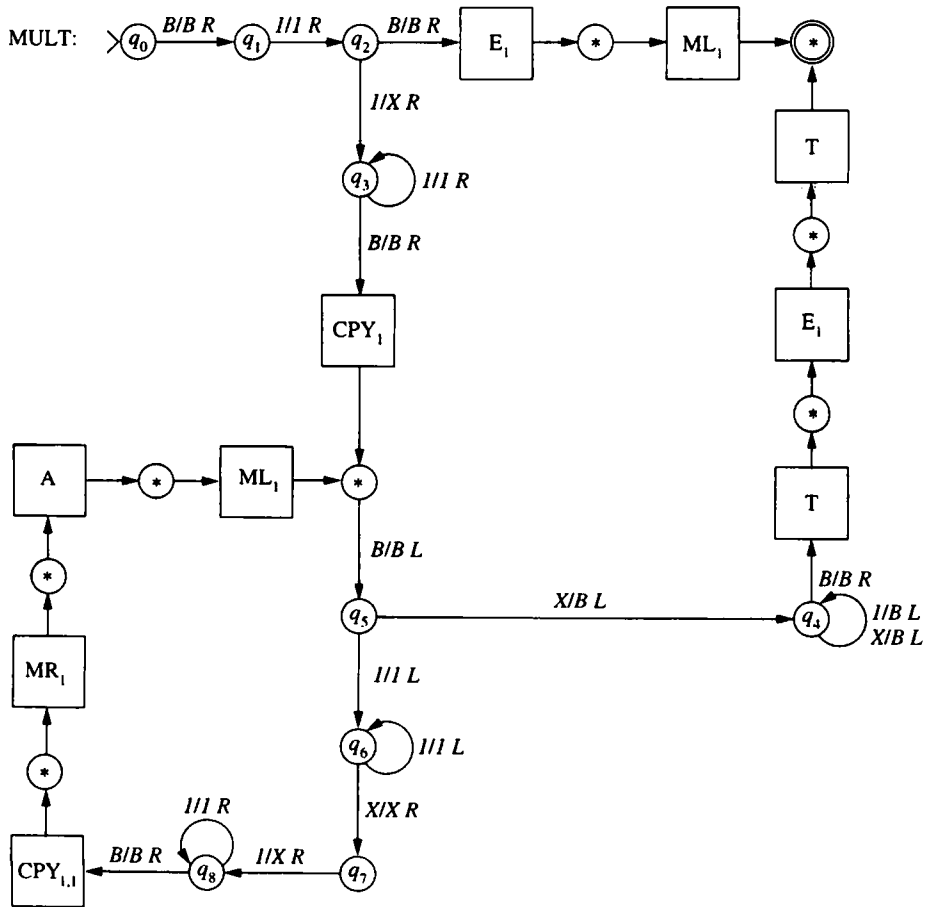 MULT: q0 B/B R q1 1/1 R q2 B/B R E1 * ML1 *
1/X R
T
q3 1/1 R
*
B/B R
CPY1
E1
*
A * ML1 *
T
B/B L
*
B/B R
q5 X/B L q4 1/B L
X/B L
MR1
1/1 L
q6 1/1 L
*
X/X R
1/1 R
CPY1,1 B/B R q8 1/X R q7